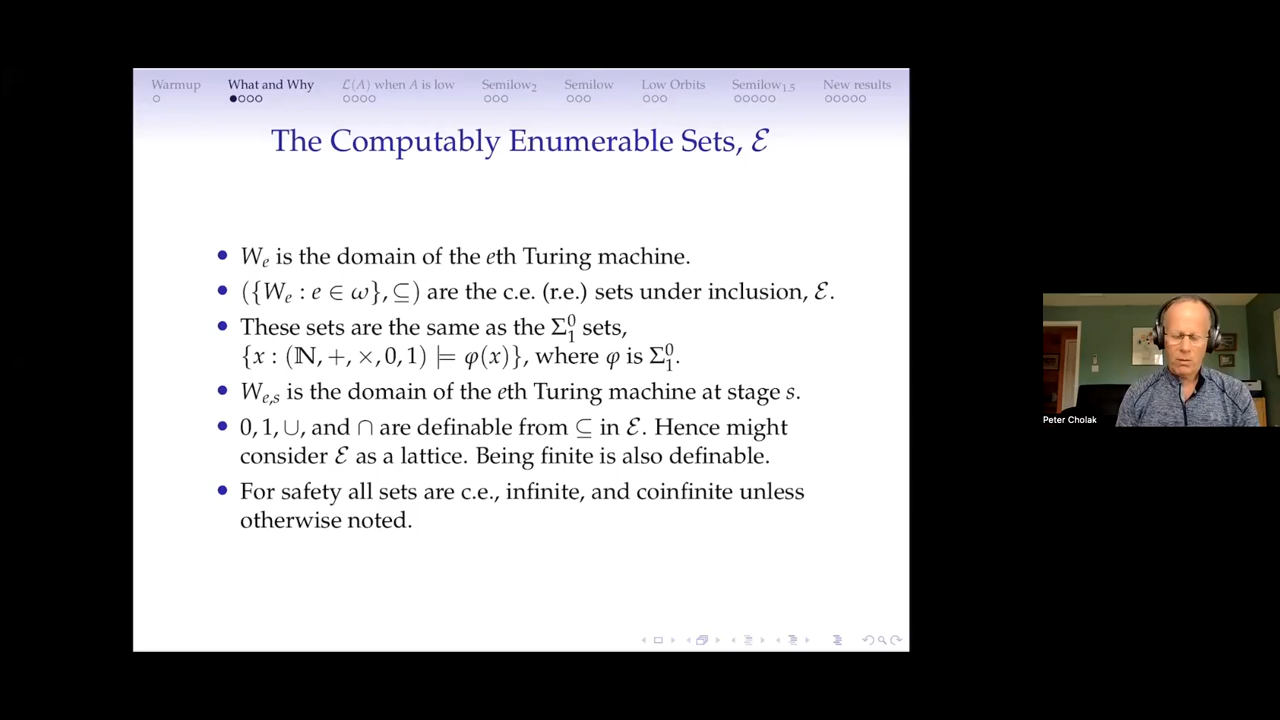 Warmup What and Why ℒ(A) when A is low Semilow₂ Semilow Low Orbits Semilow₁.₅ New results
The Computably Enumerable Sets, ℰ
• Wₑ is the domain of the eth Turing machine.
• ({Wₑ : e ∈ ω}, ⊆) are the c.e. (r.e.) sets under inclusion, ℰ.
• These sets are the same as the Σ⁰₁ sets,
{x : (ℕ, +, ×, 0, 1) ⊨ φ(x)}, where φ is Σ⁰₁.
• Wₑ,ₛ is the domain of the eth Turing machine at stage s.
• 0, 1, ∪, and ∩ are definable from ⊆ in ℰ. Hence might
consider ℰ as a lattice. Being finite is also definable.
• For safety all sets are c.e., infinite, and coinfinite unless
otherwise noted.
Peter Cholak